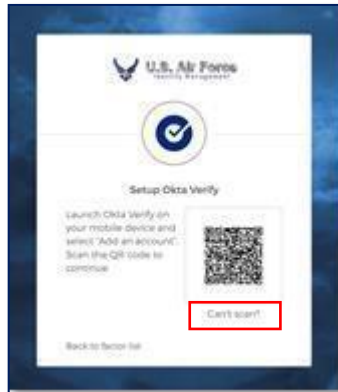 U.S. Air Force
Identity Management
Setup Okta Verify
Launch Okta Verify on
your mobile device and
select "Add an account".
Scan the QR code to
continue
Can't scan?
Back to factor list